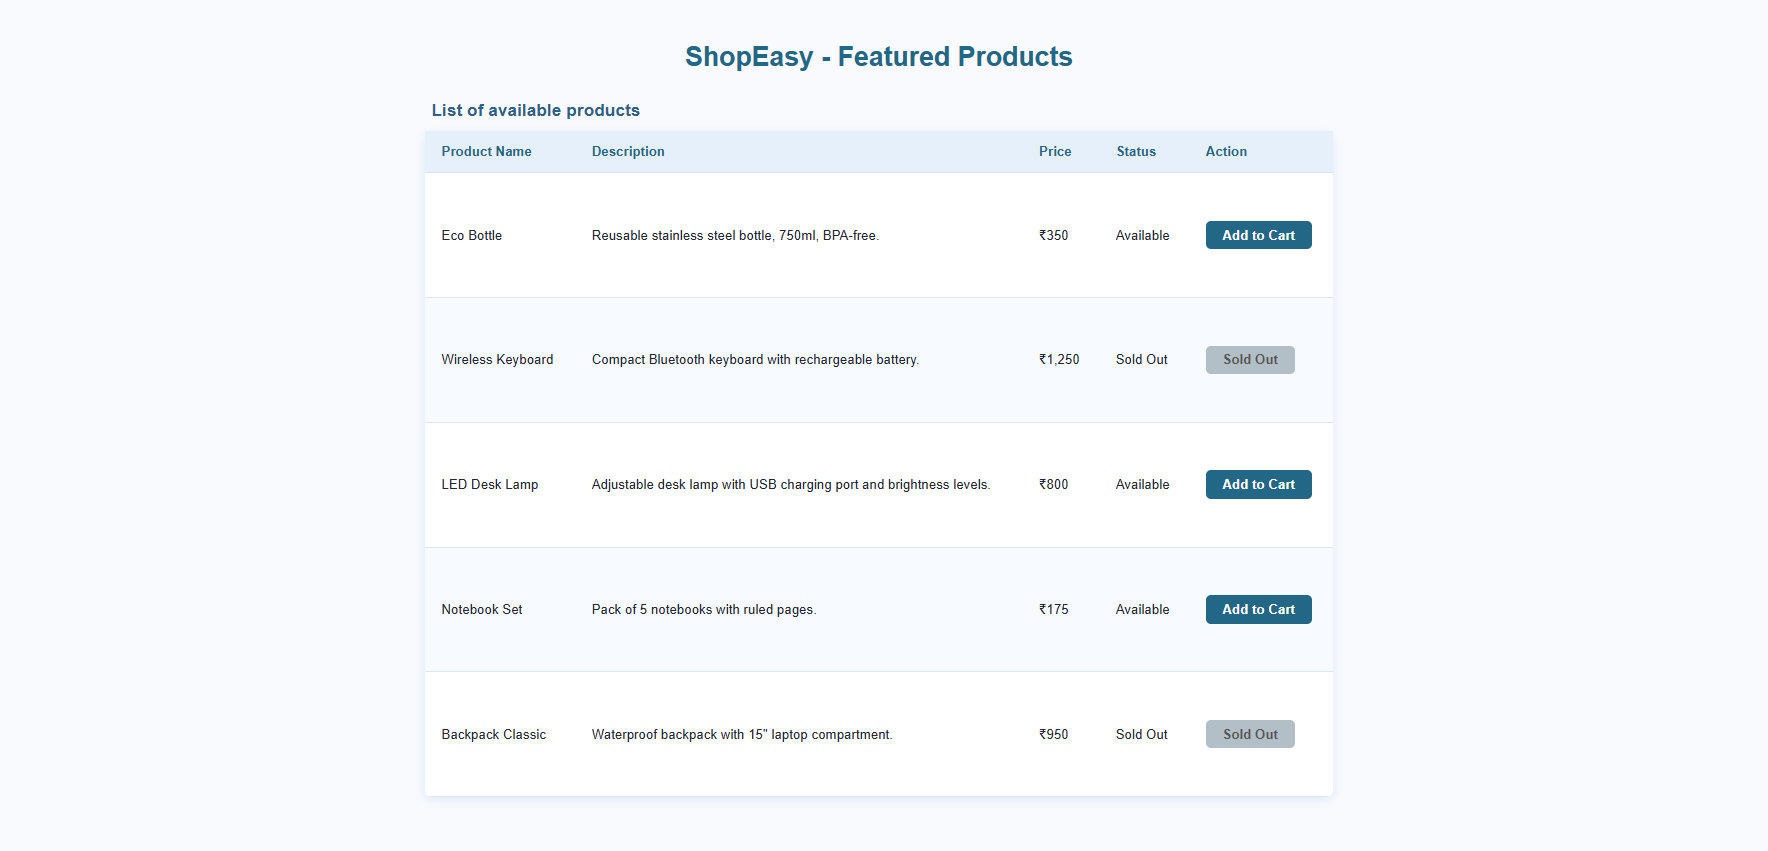 ShopEasy - Featured Products
List of available products
Product Name Description Price Status Action
Eco Bottle Reusable stainless steel bottle, 750ml, BPA-free. ₹350 Available Add to Cart
Wireless Keyboard Compact Bluetooth keyboard with rechargeable battery. ₹1,250 Sold Out Sold Out
LED Desk Lamp Adjustable desk lamp with USB charging port and brightness levels. ₹800 Available Add to Cart
Notebook Set Pack of 5 notebooks with ruled pages. ₹175 Available Add to Cart
Backpack Classic Waterproof backpack with 15" laptop compartment. ₹950 Sold Out Sold Out